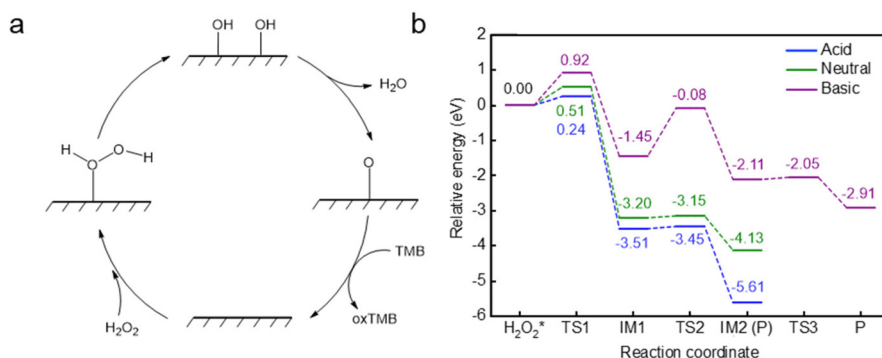 a
OH OH
H₂O
O
TMB
oxTMB
H₂O₂
H O O H
b
Relative energy (eV)
2
1
0
-1
-2
-3
-4
-5
-6
Acid
Neutral
Basic
0.00
0.92
0.51
0.24
-1.45
-3.20
-3.51
-0.08
-3.15
-3.45
-2.11
-4.13
-5.61
-2.05
-2.91
H₂O₂* TS1 IM1 TS2 IM2 (P) TS3 P
Reaction coordinate